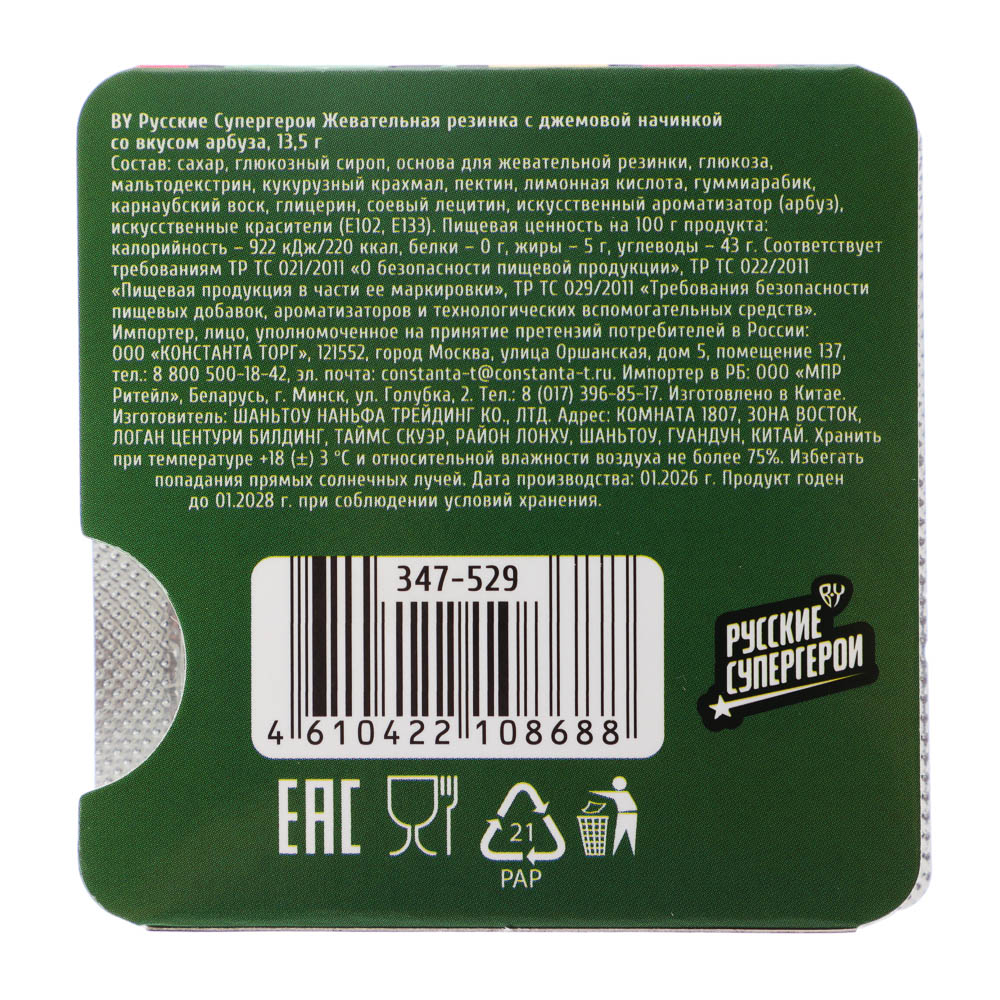 BY Русские Супергерои Жевательная резинка с джемовой начинкой
со вкусом арбуза, 13,5 г
Состав: сахар, глюкозный сироп, основа для жевательной резинки, глюкоза,
мальтодекстрин, кукурузный крахмал, пектин, лимонная кислота, гуммиарабик,
карнаубский воск, глицерин, соевый лецитин, искусственный ароматизатор (арбуз),
искусственные красители (Е102, Е133). Пищевая ценность на 100 г продукта:
калорийность – 922 кДж/220 ккал, белки – 0 г, жиры – 5 г, углеводы – 43 г. Соответствует
требованиям ТР ТС 021/2011 «О безопасности пищевой продукции», ТР ТС 022/2011
«Пищевая продукция в части ее маркировки», ТР ТС 029/2011 «Требования безопасности
пищевых добавок, ароматизаторов и технологических вспомогательных средств».
Импортер, лицо, уполномоченное на принятие претензий потребителей в России:
ООО «КОНСТАНТА ТОРГ», 121552, город Москва, улица Оршанская, дом 5, помещение 137,
тел.: 8 800 500-18-42, эл. почта: constanta-t@constanta-t.ru. Импортер в РБ: ООО «МПР
Ритейл», Беларусь, г. Минск, ул. Голубка, 2. Тел.: 8 (017) 396-85-17. Изготовлено в Китае.
Изготовитель: ШАНЬТОУ НАНЬФА ТРЕЙДИНГ КО., ЛТД. Адрес: КОМНАТА 1807, ЗОНА ВОСТОК,
ЛОГАН ЦЕНТУРИ БИЛДИНГ, ТАЙМС СКУЭР, РАЙОН ЛОНХУ, ШАНЬТОУ, ГУАНДУН, КИТАЙ. Хранить
при температуре +18 (±) 3 °С и относительной влажности воздуха не более 75%. Избегать
попадания прямых солнечных лучей. Дата производства: 01.2026 г. Продукт годен
до 01.2028 г. при соблюдении условий хранения.
347-529
4 610422 108688
BY
РУССКИЕ
СУПЕРГЕРОИ
EAC
21
PAP